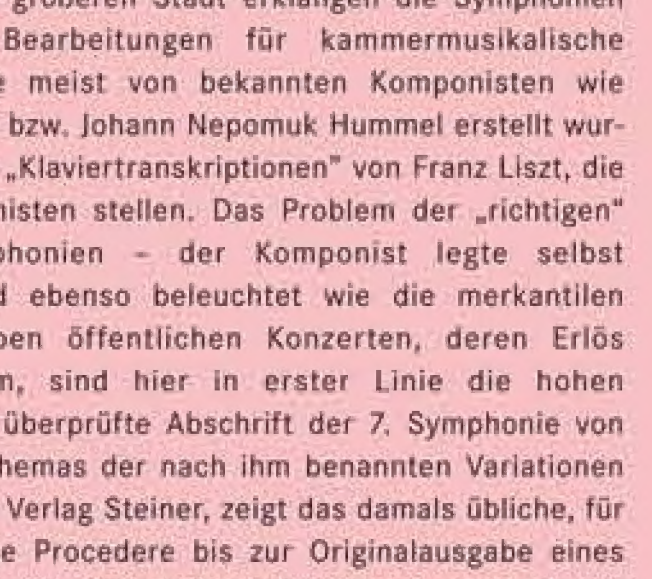 größeren Stadt erklangen die Symphonien
Bearbeitungen für kammermusikalische
meist von bekannten Komponisten wie
bzw. Johann Nepomuk Hummel erstellt wur-
„Klaviertranskriptionen" von Franz Liszt, die
nisten stellen. Das Problem der „richtigen"
phonien – der Komponist legte selbst
ebenso beleuchtet wie die merkantilen
ben öffentlichen Konzerten, deren Erlös
sind hier in erster Linie die hohen
überprüfte Abschrift der 7. Symphonie von
hemas der nach ihm benannten Variationen
Verlag Steiner, zeigt das damals übliche, für
e Procedere bis zur Originalausgabe eines